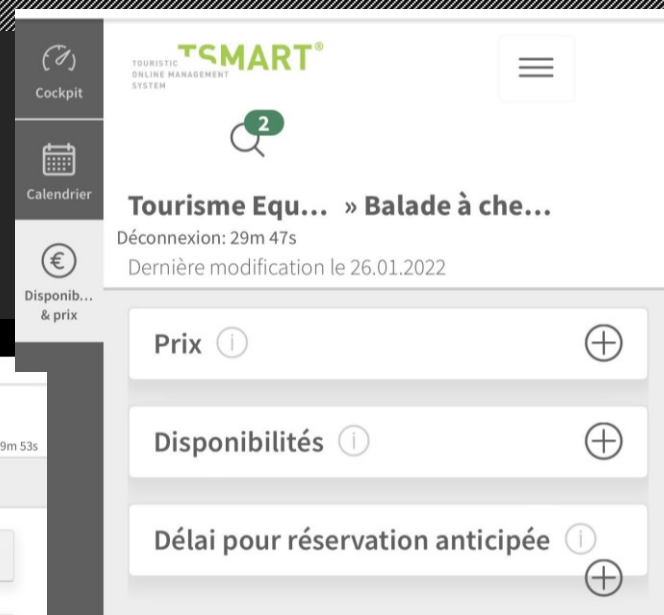 Cockpit
Calendrier
Disponib...
& prix
TOURISTIC
ONLINE MANAGEMENT
SYSTEM
TSMART®
2
Tourisme Equ... » Balade à che...
Déconnexion: 29m 47s
Dernière modification le 26.01.2022
Prix
Disponibilités
Délai pour réservation anticipée
9m 53s